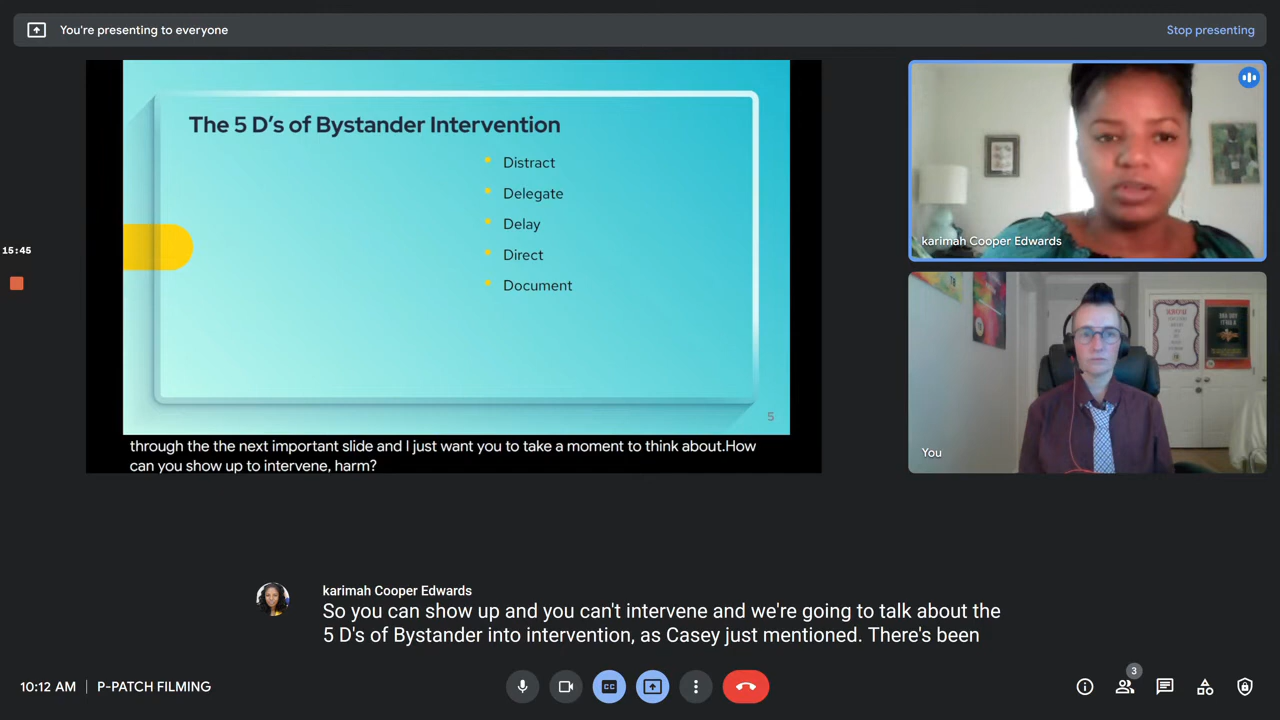 You're presenting to everyone
Stop presenting
The 5 D's of Bystander Intervention
Distract
Delegate
Delay
Direct
Document
5
through the the next important slide and I just want you to take a moment to think about.How
can you show up to intervene, harm?
15:45
karimah Cooper Edwards
You
karimah Cooper Edwards
So you can show up and you can't intervene and we're going to talk about the
5 D's of Bystander into intervention, as Casey just mentioned. There's been
10:12 AM | P-PATCH FILMING
CC
3